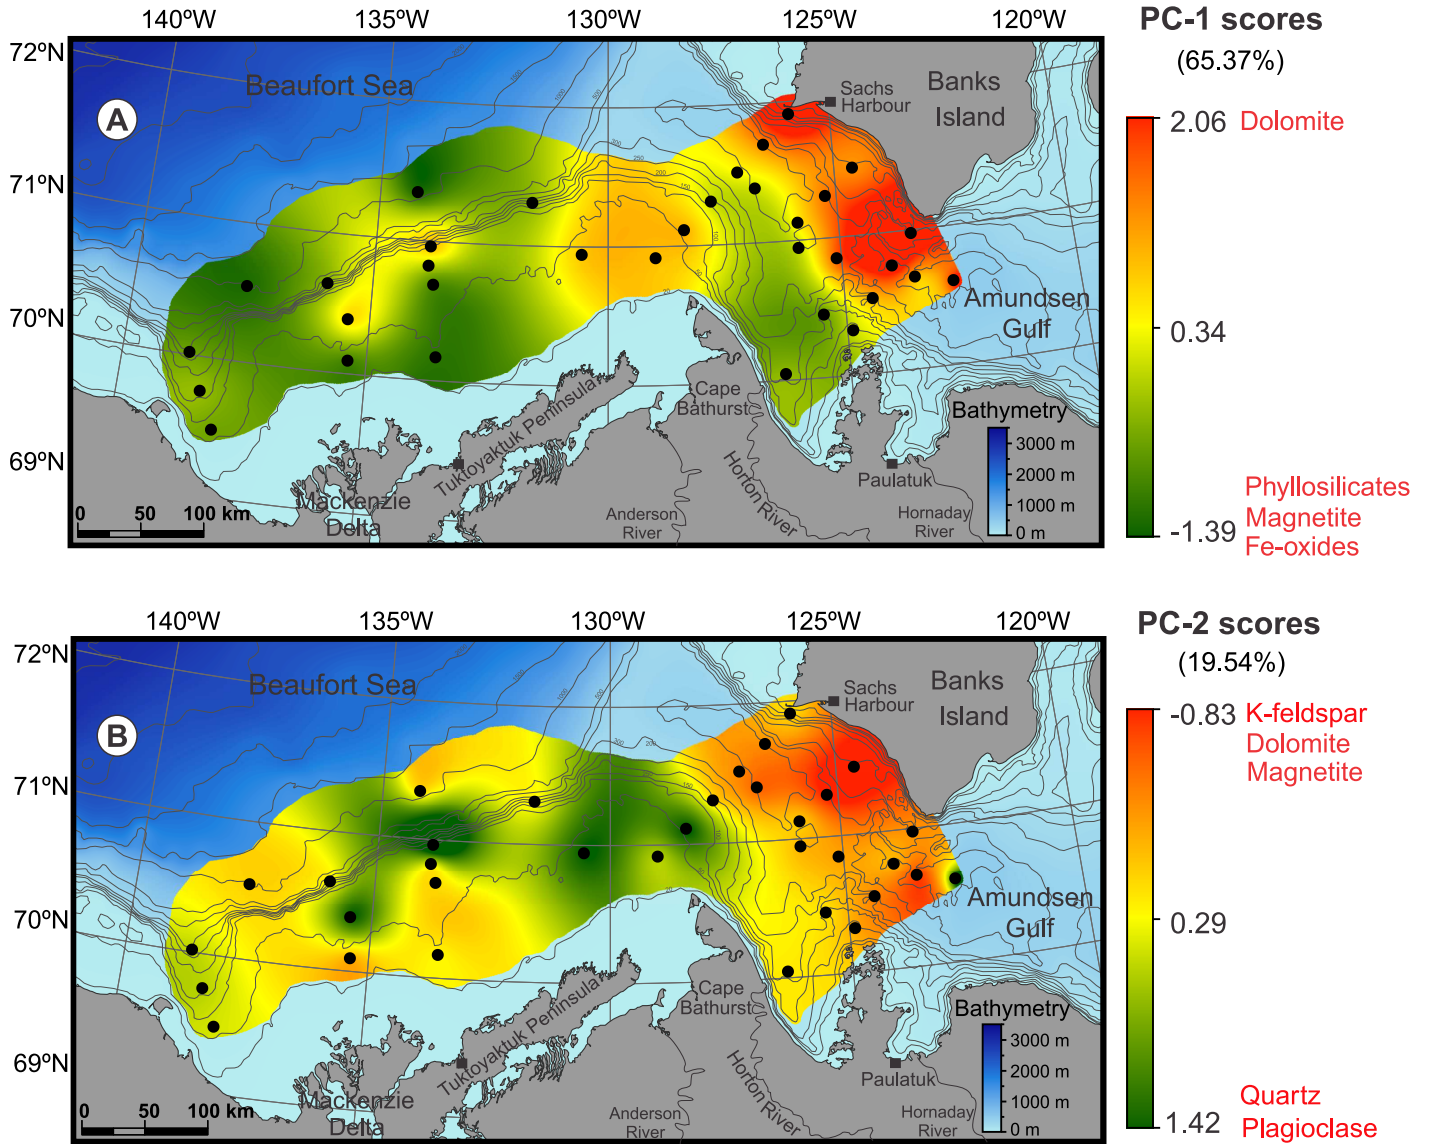 140ºW 135ºW 130ºW 125ºW 120ºW
PC-1 scores
(65.37%)
72ºN
71ºN
70ºN
69ºN
A
Beaufort Sea
Sachs
Harbour
Banks
Island
Amundsen
Gulf
Cape
Bathurst
Tuktoyaktuk Peninsula
Mackenzie
Delta
Anderson
River
Horton River
Paulatuk
Hornaday
River
Bathymetry
3000 m
2000 m
1000 m
0 m
0 50 100 km
2.06 Dolomite
0.34
-1.39
Phyllosilicates
Magnetite
Fe-oxides
140ºW 135ºW 130ºW 125ºW 120ºW
PC-2 scores
(19.54%)
72ºN
71ºN
70ºN
69ºN
B
Beaufort Sea
Sachs
Harbour
Banks
Island
Amundsen
Gulf
Cape
Bathurst
Tuktoyaktuk Peninsula
Mackenzie
Delta
Anderson
River
Horton River
Paulatuk
Hornaday
River
Bathymetry
3000 m
2000 m
1000 m
0 m
0 50 100 km
-0.83 K-feldspar
Dolomite
Magnetite
0.29
1.42
Quartz
Plagioclase